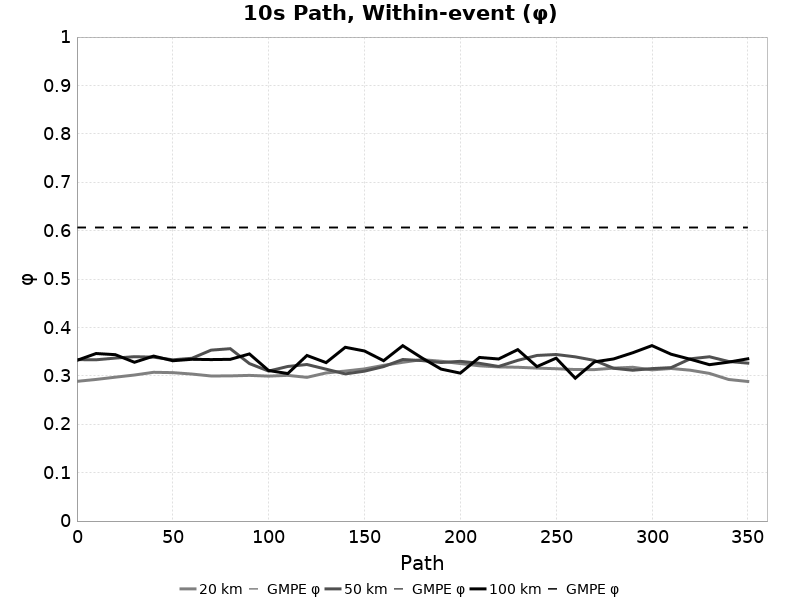 10s Path, Within-event (φ)
1
0.9
0.8
0.7
0.6
0.5
0.4
0.3
0.2
0.1
0
φ
0 50 100 150 200 250 300 350
Path
20 km GMPE φ 50 km GMPE φ 100 km GMPE φ